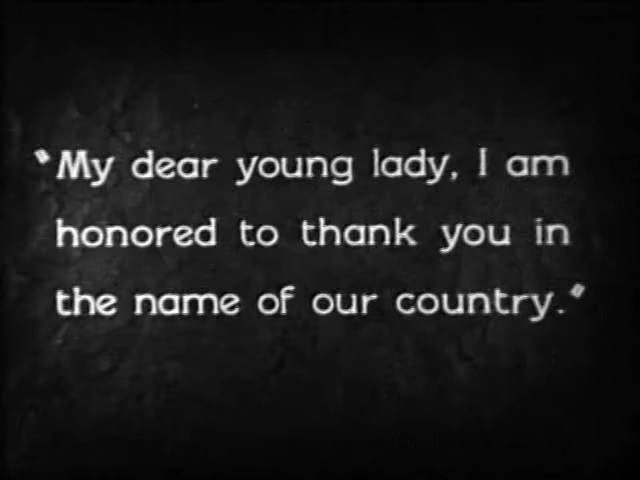 "My dear young lady, I am
honored to thank you in
the name of our country."